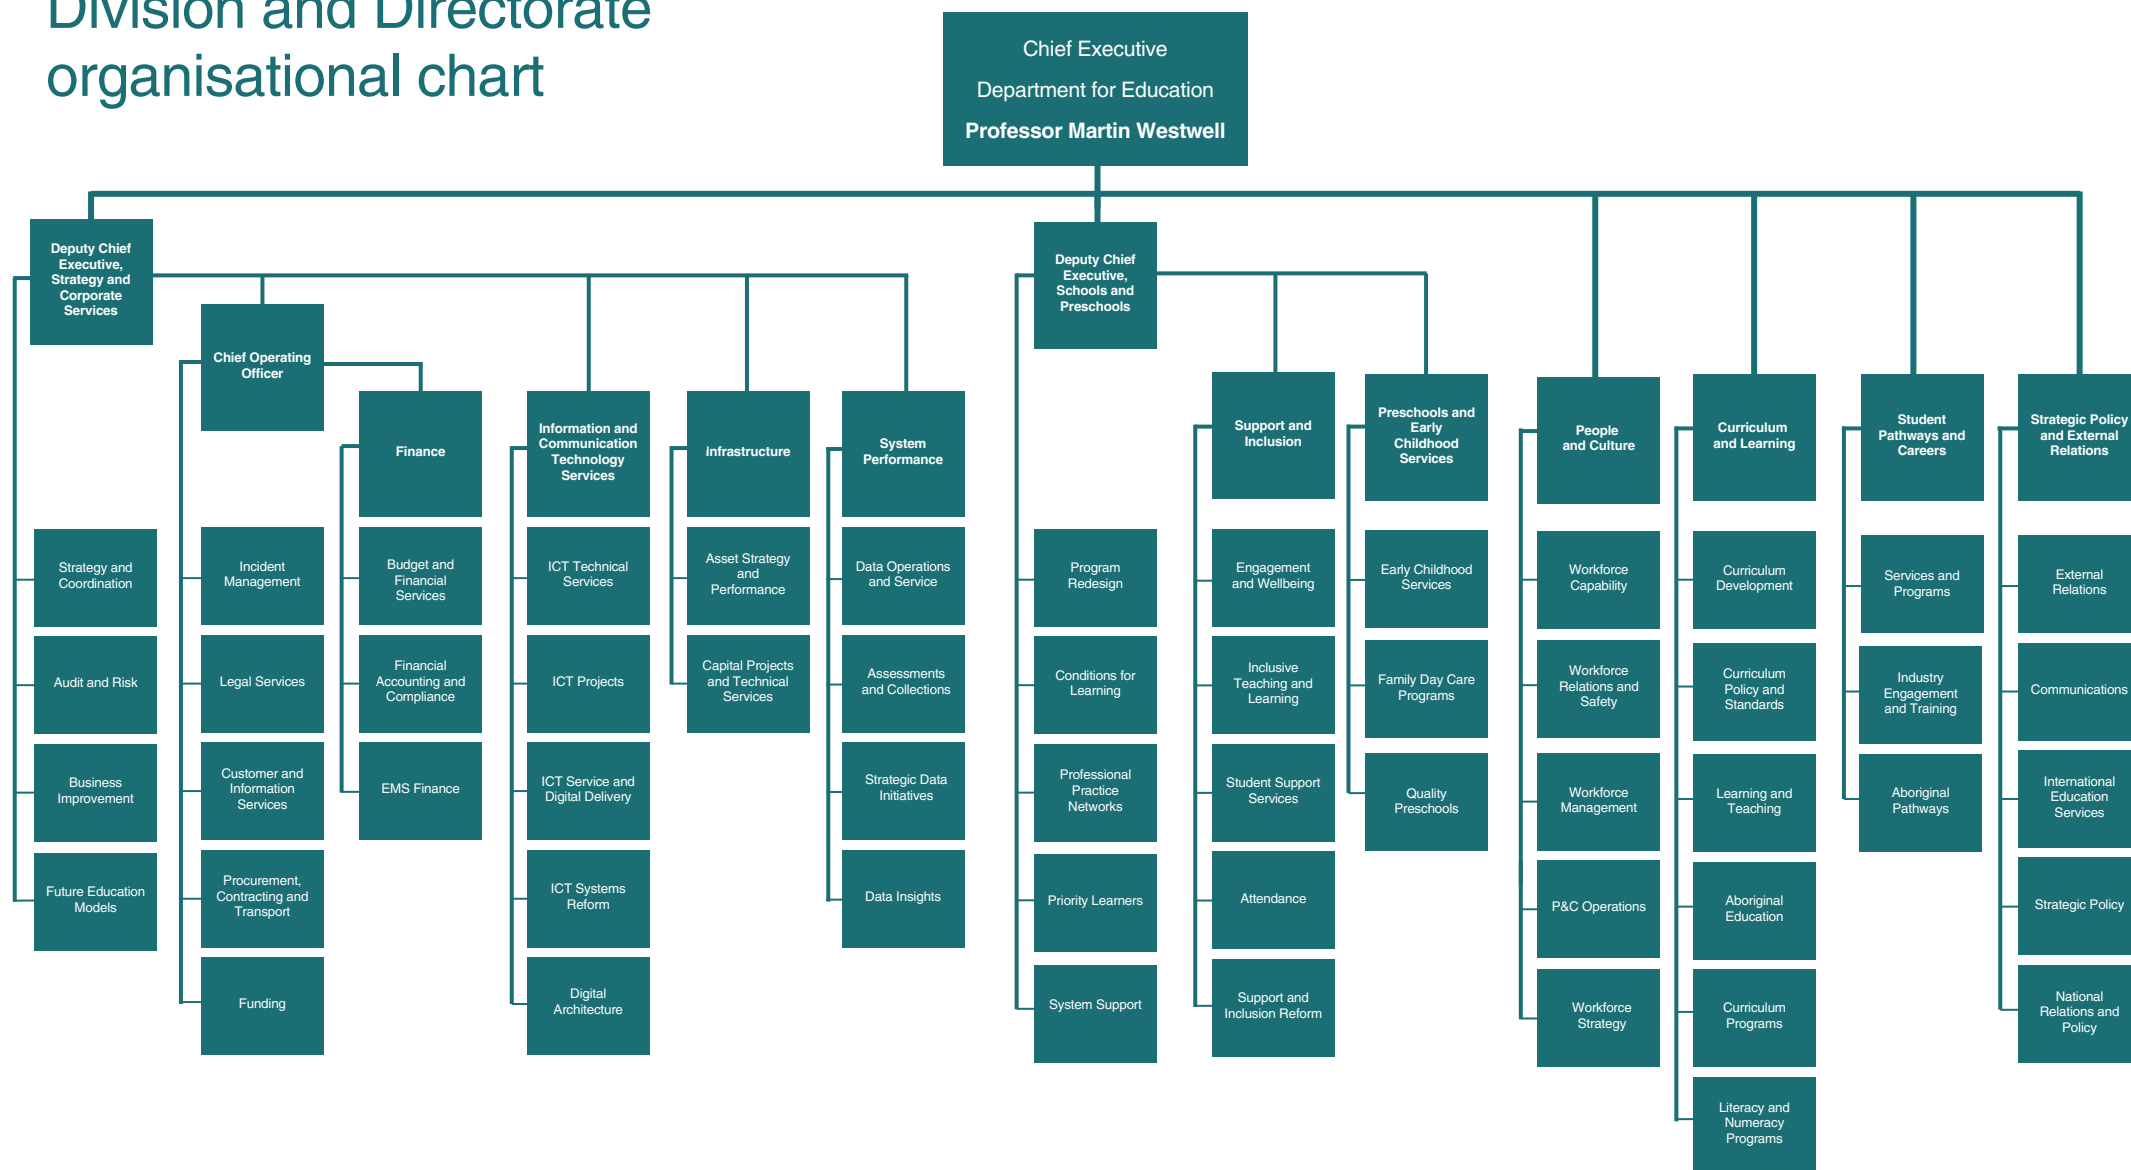 Division and Directorate
organisational chart
Chief Executive
Department for Education
Professor Martin Westwell
Deputy Chief
Executive,
Strategy and
Corporate
Services
Strategy and
Coordination
Audit and Risk
Business
Improvement
Future Education
Models
Chief Operating
Officer
Incident
Management
Legal Services
Customer and
Information
Services
Procurement,
Contracting and
Transport
Funding
Finance
Budget and
Financial
Services
Financial
Accounting and
Compliance
EMS Finance
Information and
Communication
Technology
Services
ICT Technical
Services
ICT Projects
ICT Service and
Digital Delivery
ICT Systems
Reform
Digital
Architecture
Infrastructure
Asset Strategy
and
Performance
Capital Projects
and Technical
Services
System
Performance
Data Operations
and Service
Assessments
and Collections
Strategic Data
Initiatives
Data Insights
Deputy Chief
Executive,
Schools and
Preschools
Program
Redesign
Conditions for
Learning
Professional
Practice
Networks
Priority Learners
System Support
Support and
Inclusion
Engagement
and Wellbeing
Inclusive
Teaching and
Learning
Student Support
Services
Attendance
Support and
Inclusion Reform
Preschools and
Early
Childhood
Services
Early Childhood
Services
Family Day Care
Programs
Quality
Preschools
People
and Culture
Workforce
Capability
Workforce
Relations and
Safety
Workforce
Management
P&C Operations
Workforce
Strategy
Curriculum
and Learning
Curriculum
Development
Curriculum
Policy and
Standards
Learning and
Teaching
Aboriginal
Education
Curriculum
Programs
Literacy and
Numeracy
Programs
Student
Pathways and
Careers
Services and
Programs
Industry
Engagement
and Training
Aboriginal
Pathways
Strategic Policy
and External
Relations
External
Relations
Communications
International
Education
Services
Strategic Policy
National
Relations and
Policy